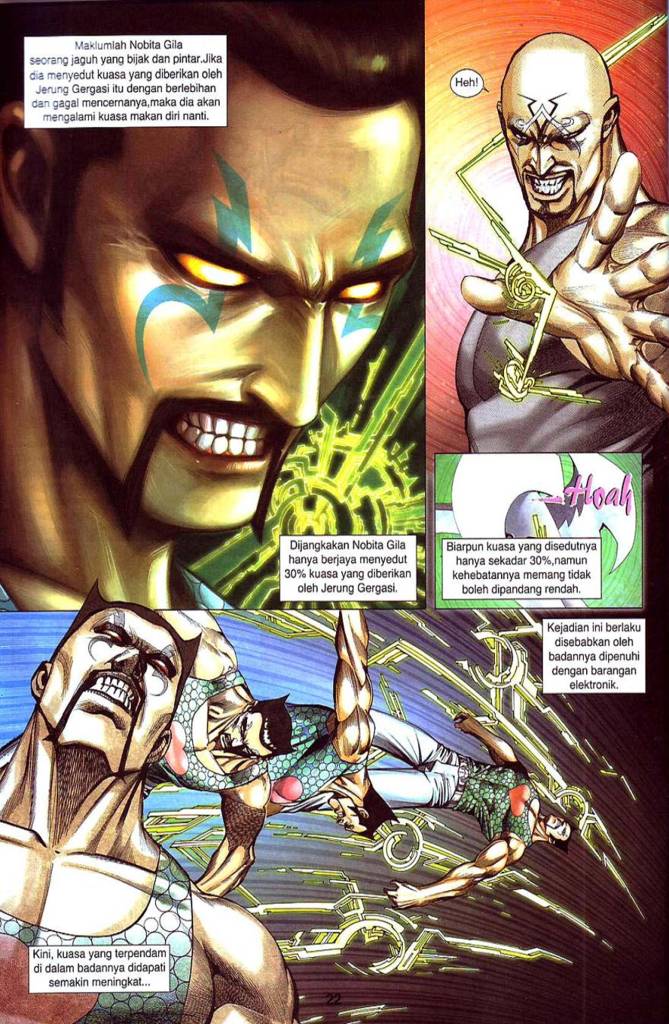 Maklumlah Nobita Gila
seorang jaguh yang bijak dan pintar.Jika
dia menyedut kuasa yang diberikan oleh
Jerung Gergasi itu dengan berlebihan
dan gagal mencernanya,maka dia akan
mengalami kuasa makan diri nanti.
Heh!
Dijangkakan Nobita Gila
hanya berjaya menyedut
30% kuasa yang diberikan
oleh Jerung Gergasi.
Hoah
Biarpun kuasa yang disedutnya
hanya sekadar 30%,namun
kehebatannya memang tidak
boleh dipandang rendah.
Kejadian ini berlaku
disebabkan oleh
badannya dipenuhi
dengan barangan
elektronik.
Kini, kuasa yang terpendam
di dalam badannya didapati
semakin meningkat...
22